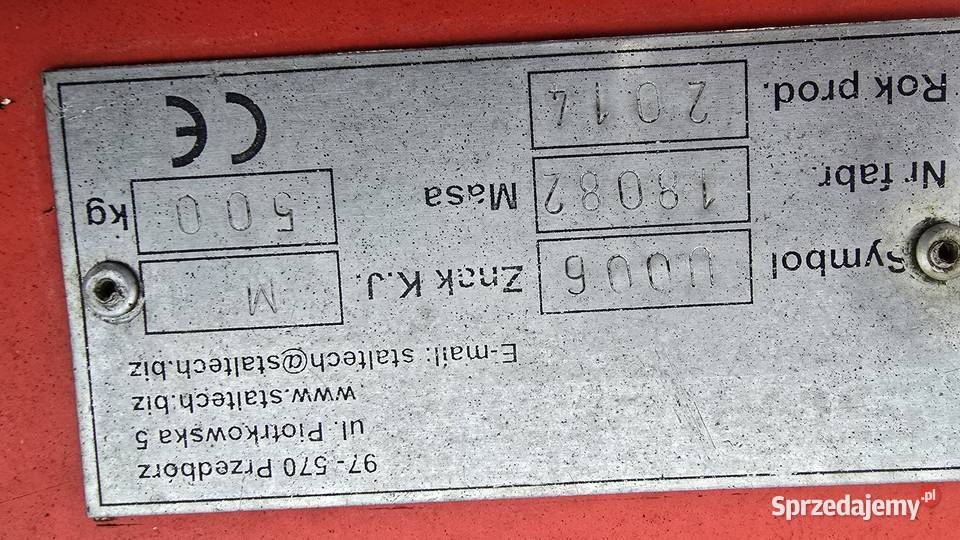 97- 570 Przedbórz
ul. Piotrkowska 5
www.staltech.biz
E-mail: staltech@staltech.biz
Symbol U006 Znak K.J. M
Nr fabr 18082 Masa 500 kg
Rok prod. 2014 CE
Sprzedajemy.pl